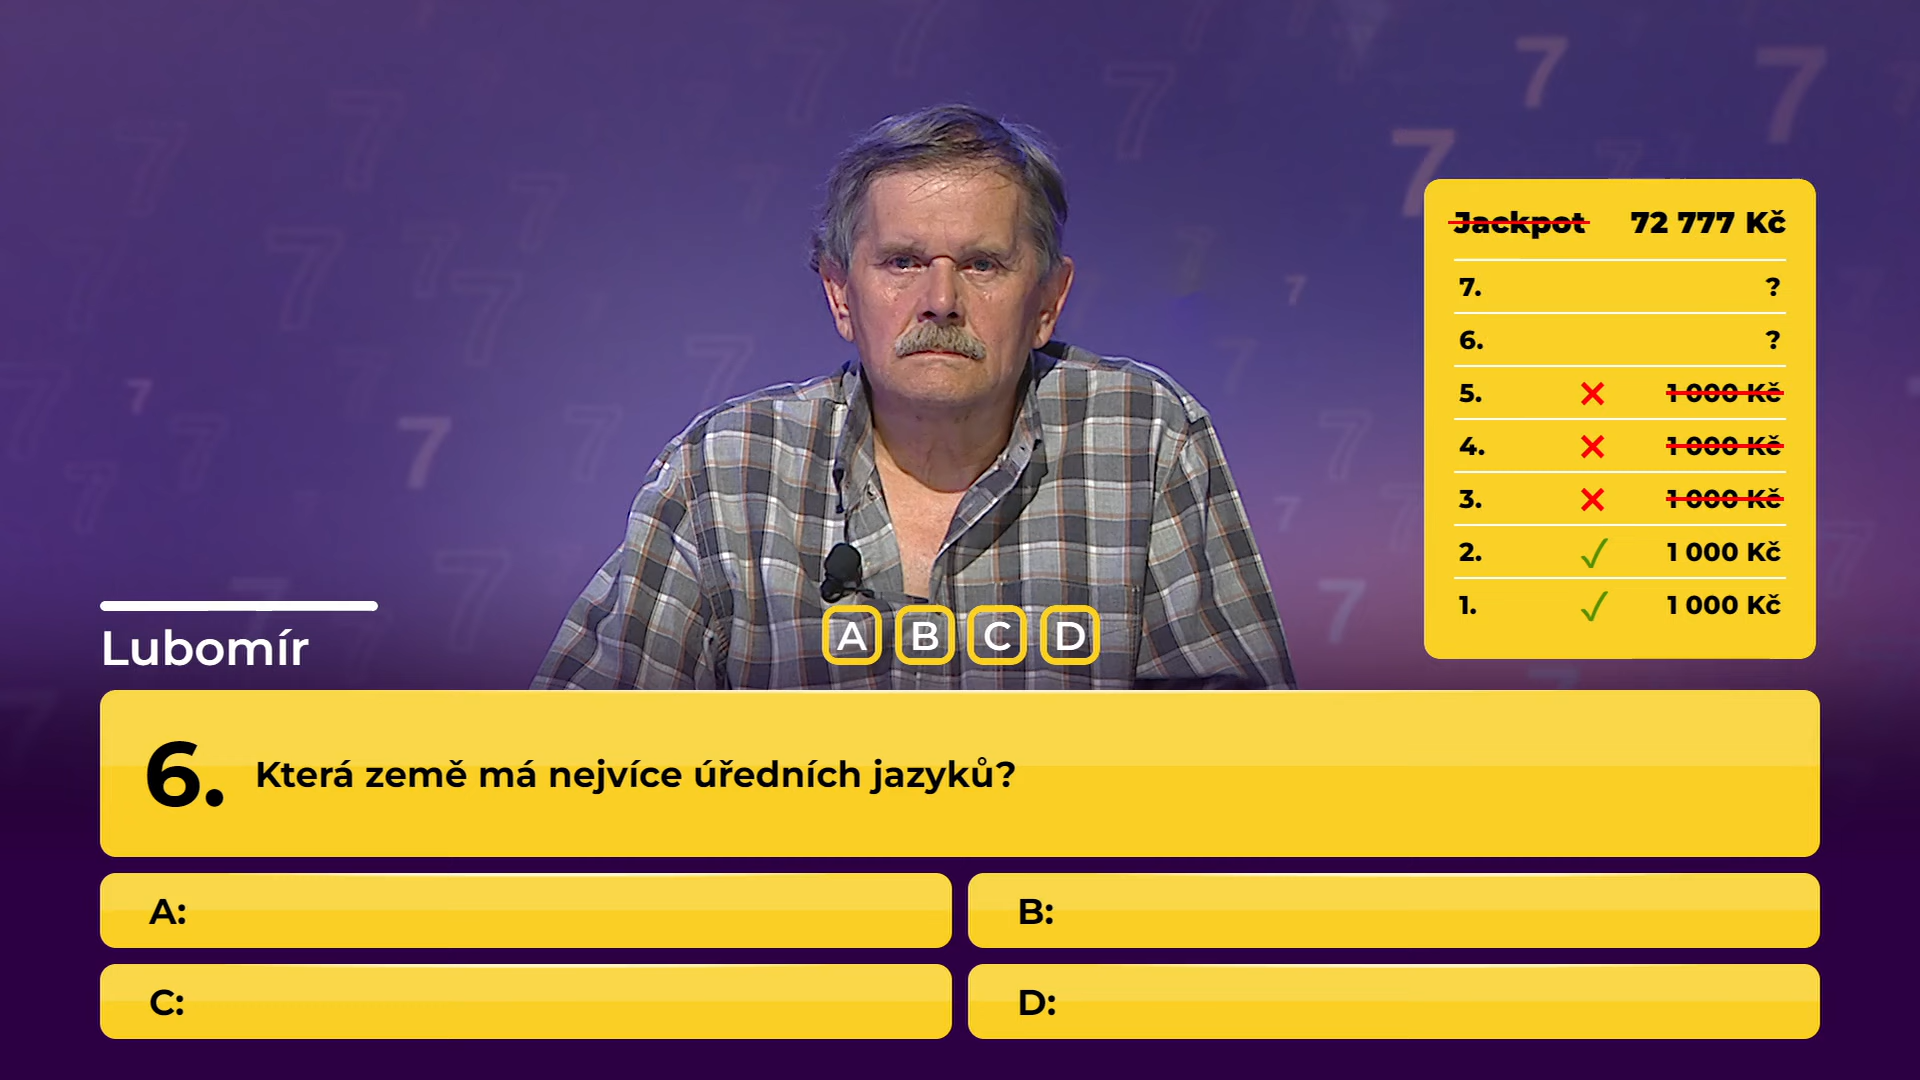 Jackpot 72 777 Kč
7. ?
6. ?
5. ✕ 1 000 Kč
4. ✕ 1 000 Kč
3. ✕ 1 000 Kč
2. ✓ 1 000 Kč
1. ✓ 1 000 Kč
A B C D
Lubomír
6. Která země má nejvíce úředních jazyků?
A:
B:
C:
D: